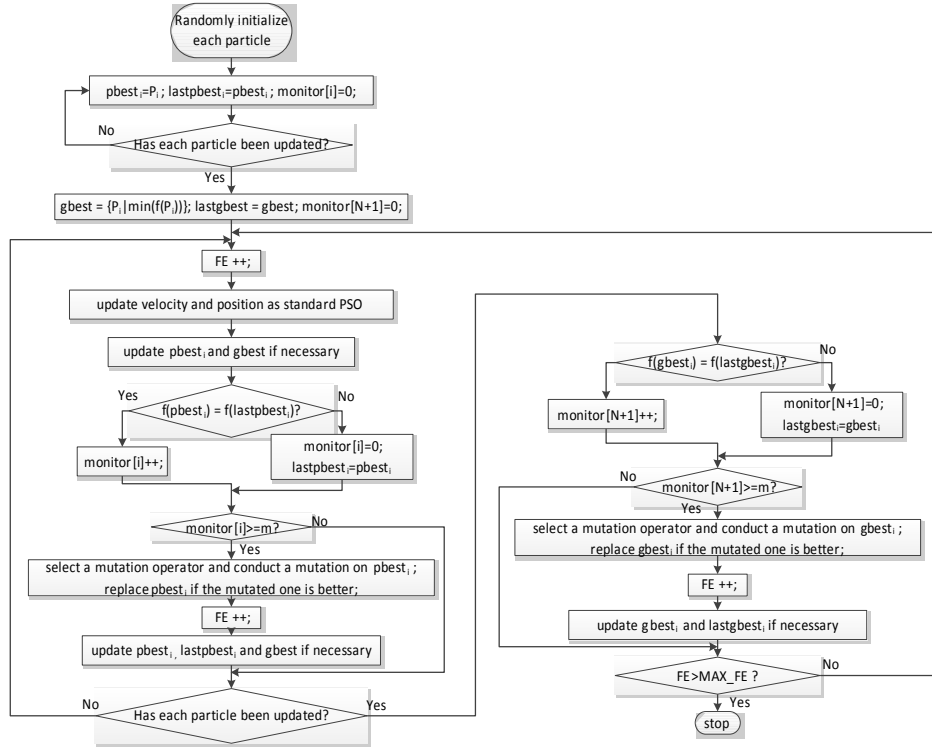 Randomly initialize
each particle
pbestᵢ=Pᵢ ; lastpbestᵢ=pbestᵢ ; monitor[i]=0;
No
Has each particle been updated?
Yes
gbest = {Pᵢ|min(f(Pᵢ))}; lastgbest = gbest; monitor[N+1]=0;
FE ++;
update velocity and position as standard PSO
update pbestᵢ and gbest if necessary
Yes
f(pbestᵢ) = f(lastpbestᵢ)?
No
monitor[i]++;
monitor[i]=0;
lastpbestᵢ=pbestᵢ
monitor[i]>=m?
No
Yes
select a mutation operator and conduct a mutation on pbestᵢ ;
replace pbestᵢ if the mutated one is better;
FE ++;
update pbestᵢ , lastpbestᵢ and gbest if necessary
No
Has each particle been updated?
Yes
f(gbestᵢ) = f(lastgbestᵢ)?
No
monitor[N+1]++;
monitor[N+1]=0;
lastgbestᵢ=gbestᵢ
No
monitor[N+1]>=m?
Yes
select a mutation operator and conduct a mutation on gbestᵢ ;
replace gbestᵢ if the mutated one is better;
FE ++;
update gbestᵢ and lastgbestᵢ if necessary
FE>MAX_FE ?
No
Yes
stop